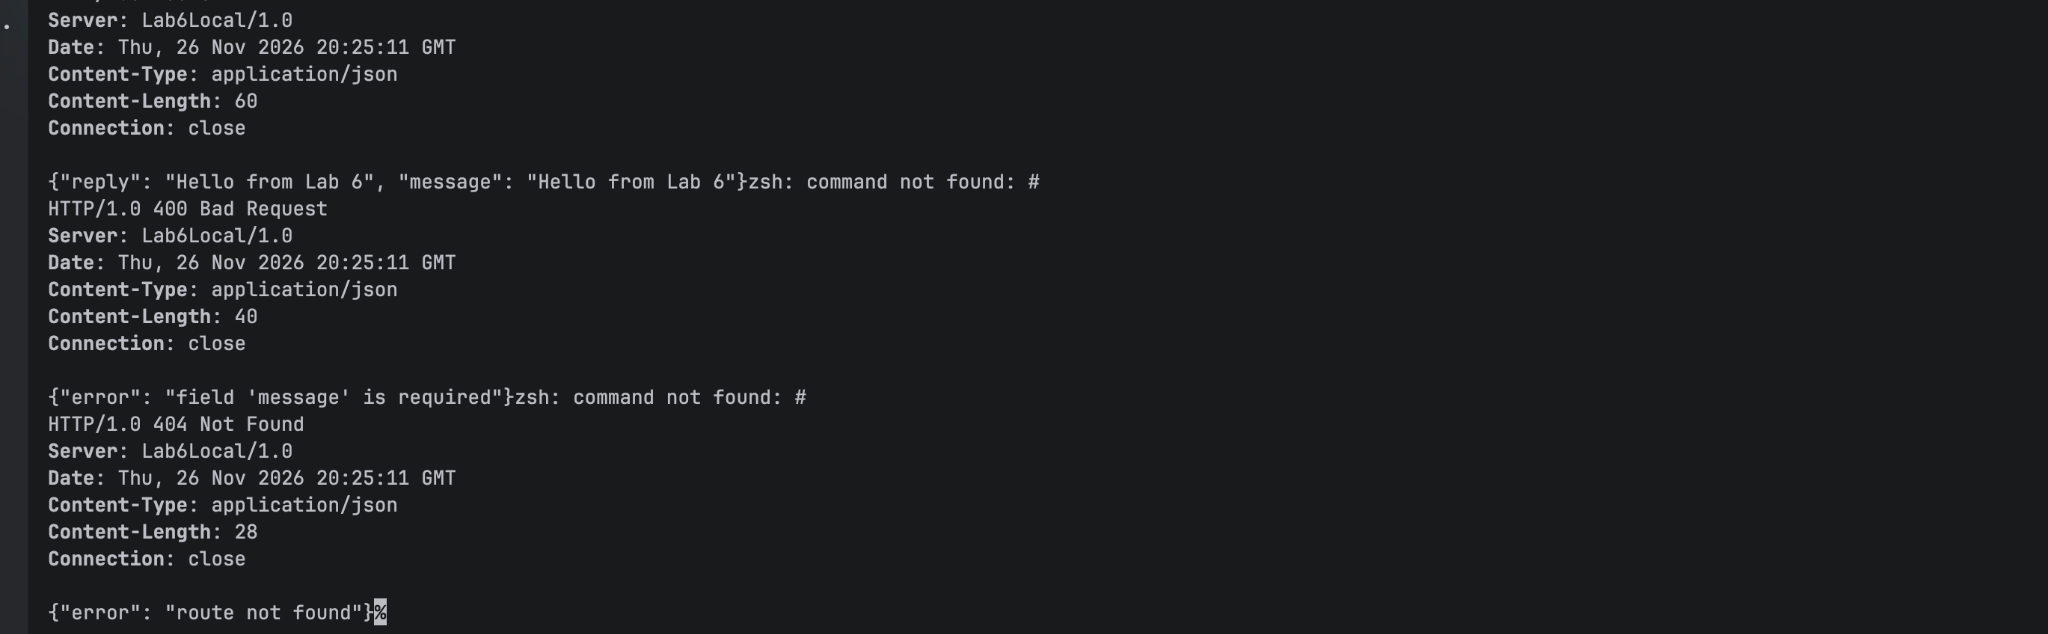 Server: Lab6Local/1.0
Date: Thu, 26 Nov 2026 20:25:11 GMT
Content-Type: application/json
Content-Length: 60
Connection: close
{"reply": "Hello from Lab 6", "message": "Hello from Lab 6"}zsh: command not found: #
HTTP/1.0 400 Bad Request
Server: Lab6Local/1.0
Date: Thu, 26 Nov 2026 20:25:11 GMT
Content-Type: application/json
Content-Length: 40
Connection: close
{"error": "field 'message' is required"}zsh: command not found: #
HTTP/1.0 404 Not Found
Server: Lab6Local/1.0
Date: Thu, 26 Nov 2026 20:25:11 GMT
Content-Type: application/json
Content-Length: 28
Connection: close
{"error": "route not found"}%